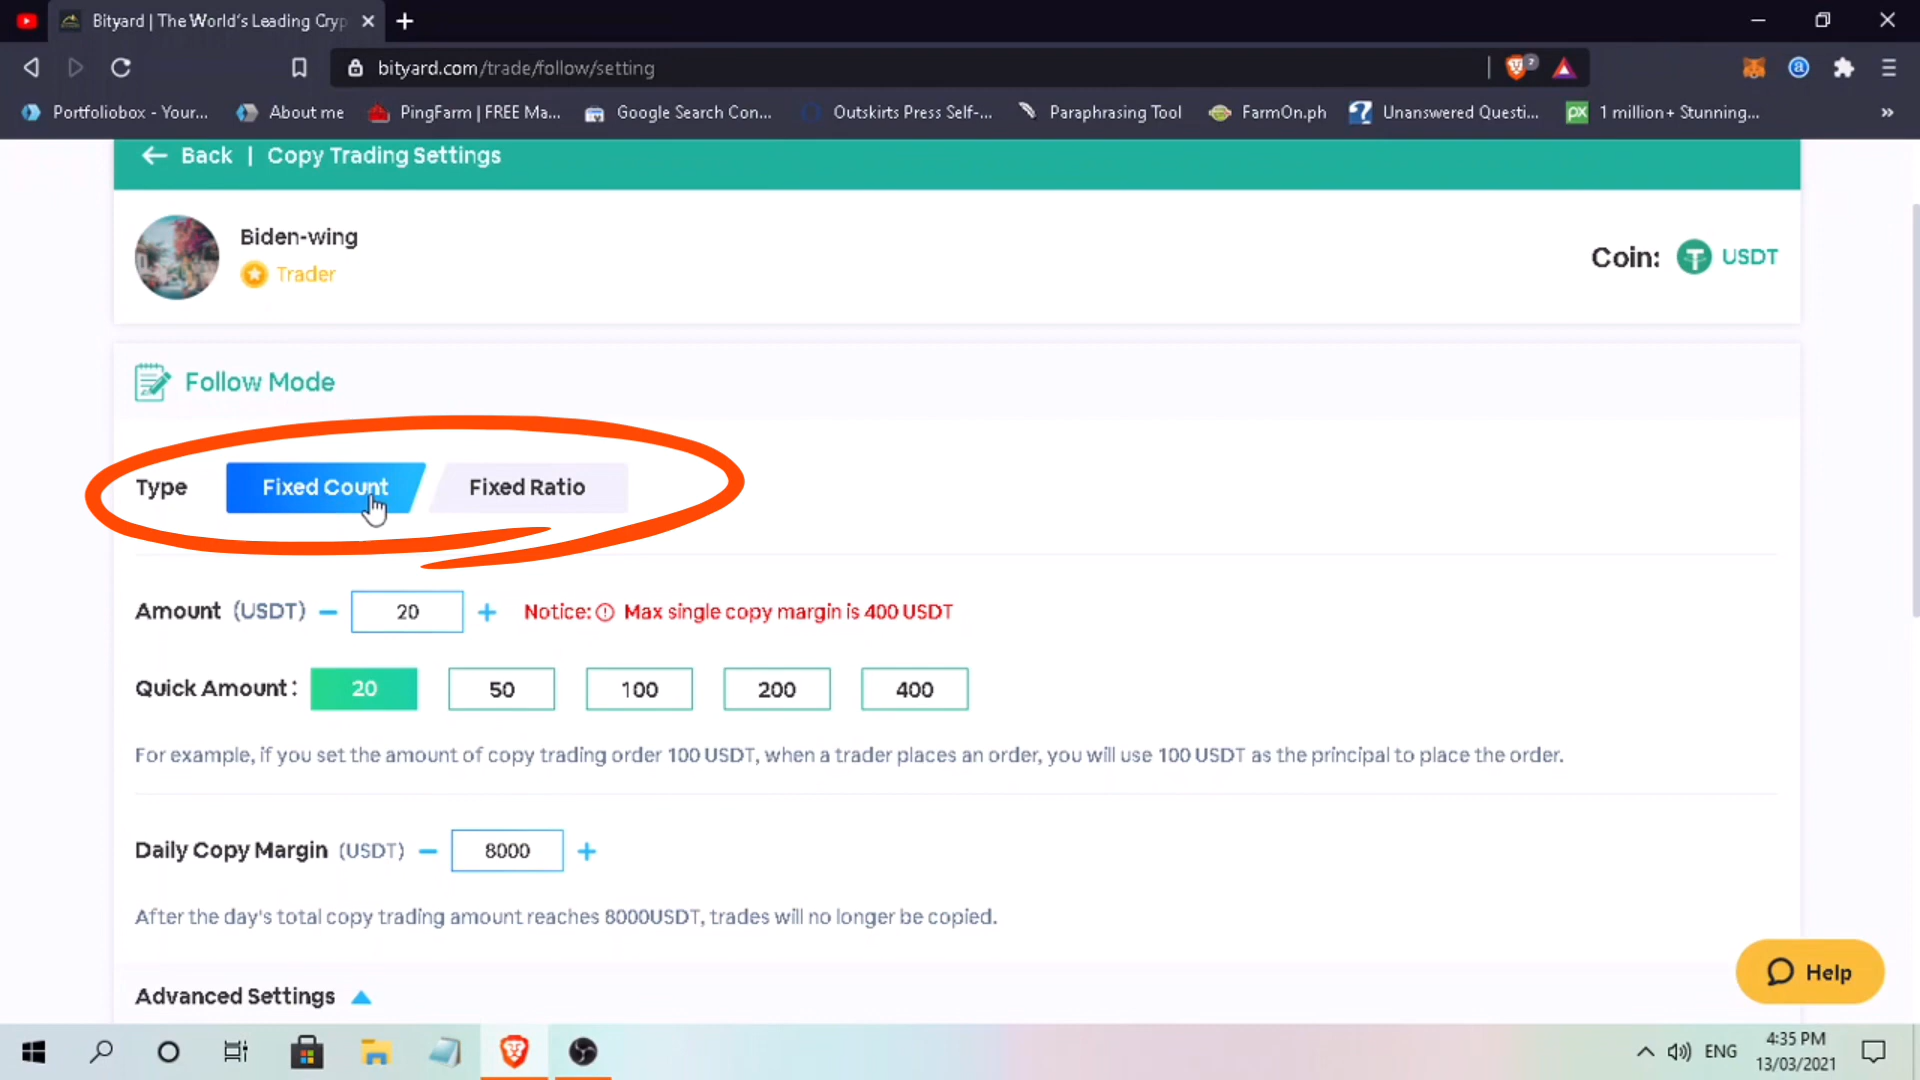 Bityard | The World's Leading Cryp
bityard.com/trade/follow/setting
2
Portfoliobox - Your...
About me
PingFarm | FREE Ma...
Google Search Con...
Outskirts Press Self-...
Paraphrasing Tool
FarmOn.ph
Unanswered Questi...
px
1 million+ Stunning...
»
Back | Copy Trading Settings
Biden-wing
Trader
Coin: USDT
Follow Mode
Type Fixed Count Fixed Ratio
Amount (USDT) − 20 + Notice: Max single copy margin is 400 USDT
Quick Amount : 20 50 100 200 400
For example, if you set the amount of copy trading order 100 USDT, when a trader places an order, you will use 100 USDT as the principal to place the order.
Daily Copy Margin (USDT) − 8000 +
After the day's total copy trading amount reaches 8000USDT, trades will no longer be copied.
Advanced Settings
Help
ENG
4:35 PM
13/03/2021